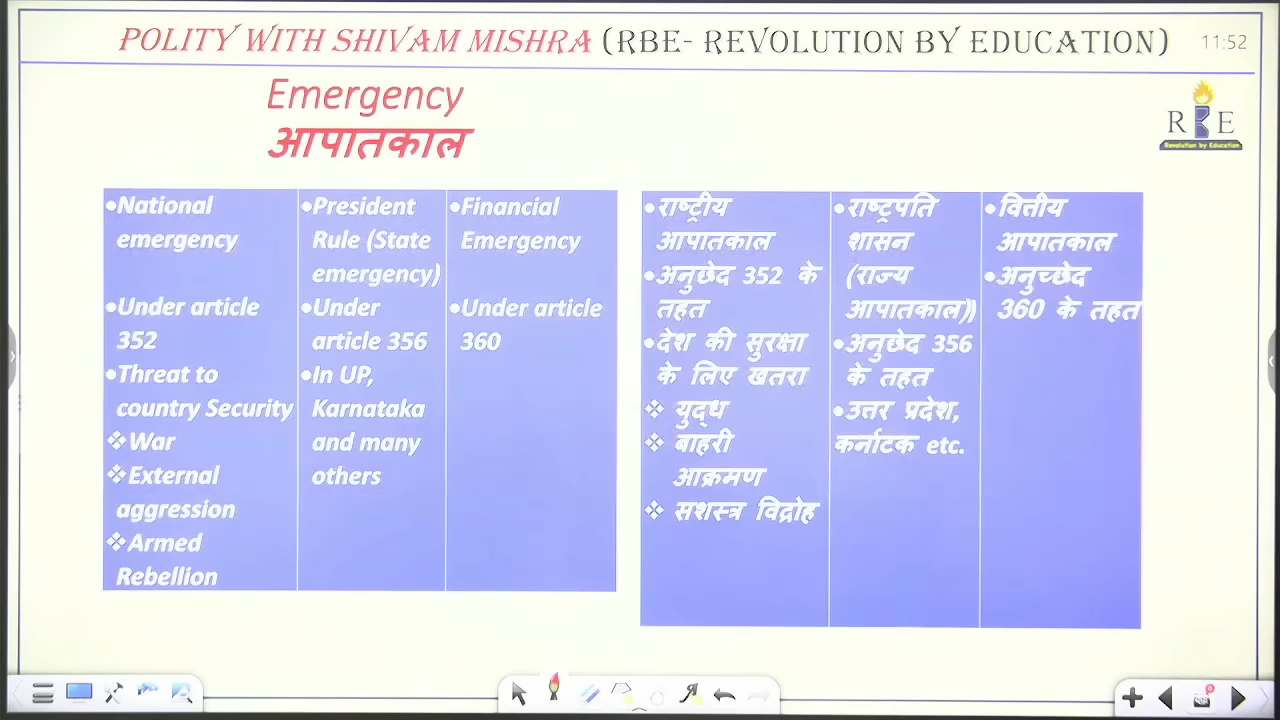 POLITY WITH SHIVAM MISHRA (RBE- REVOLUTION BY EDUCATION)
11:52
Emergency
आपातकाल
RBE
Revolution by Education
•National
emergency
•Under article
352
•Threat to
country Security
❖War
❖External
aggression
❖Armed
Rebellion
•President
Rule (State
emergency)
•Under
article 356
•In UP,
Karnataka
and many
others
•Financial
Emergency
•Under article
360
•राष्ट्रीय
आपातकाल
•अनुछेद 352 के
तहत
•देश की सुरक्षा
के लिए खतरा
❖ युद्ध
❖ बाहरी
आक्रमण
❖ सशस्त्र विद्रोह
•राष्ट्रपति
शासन
(राज्य
आपातकाल))
•अनुछेद 356
के तहत
•उत्तर प्रदेश,
कर्नाटक etc.
•वितीय
आपातकाल
•अनुच्छेद
360 के तहत